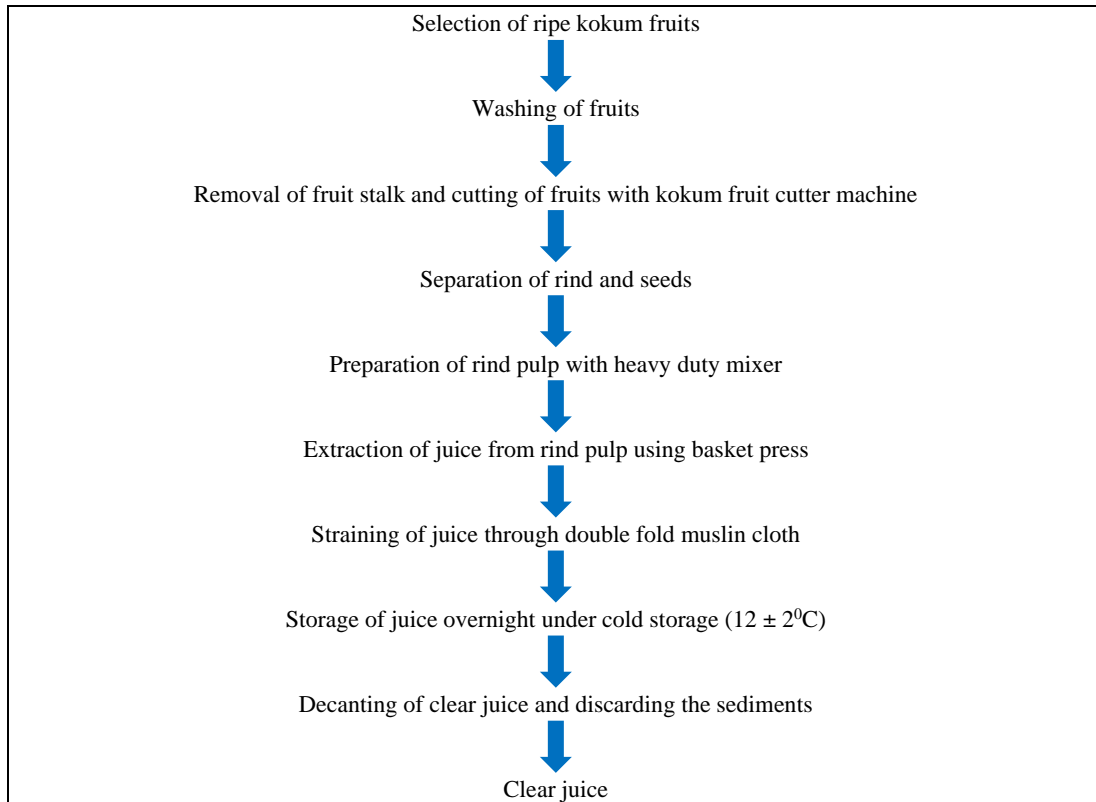 Selection of ripe kokum fruits
Washing of fruits
Removal of fruit stalk and cutting of fruits with kokum fruit cutter machine
Separation of rind and seeds
Preparation of rind pulp with heavy duty mixer
Extraction of juice from rind pulp using basket press
Straining of juice through double fold muslin cloth
Storage of juice overnight under cold storage (12 ± 2⁰C)
Decanting of clear juice and discarding the sediments
Clear juice